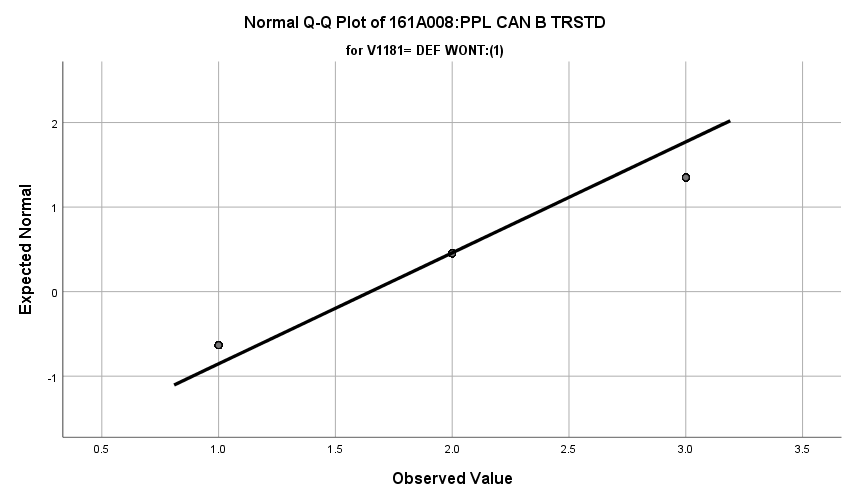 Normal Q-Q Plot of 161A008:PPL CAN B TRSTD
for V1181= DEF WONT:(1)
Expected Normal
2
1
0
-1
0.5 1.0 1.5 2.0 2.5 3.0 3.5
Observed Value